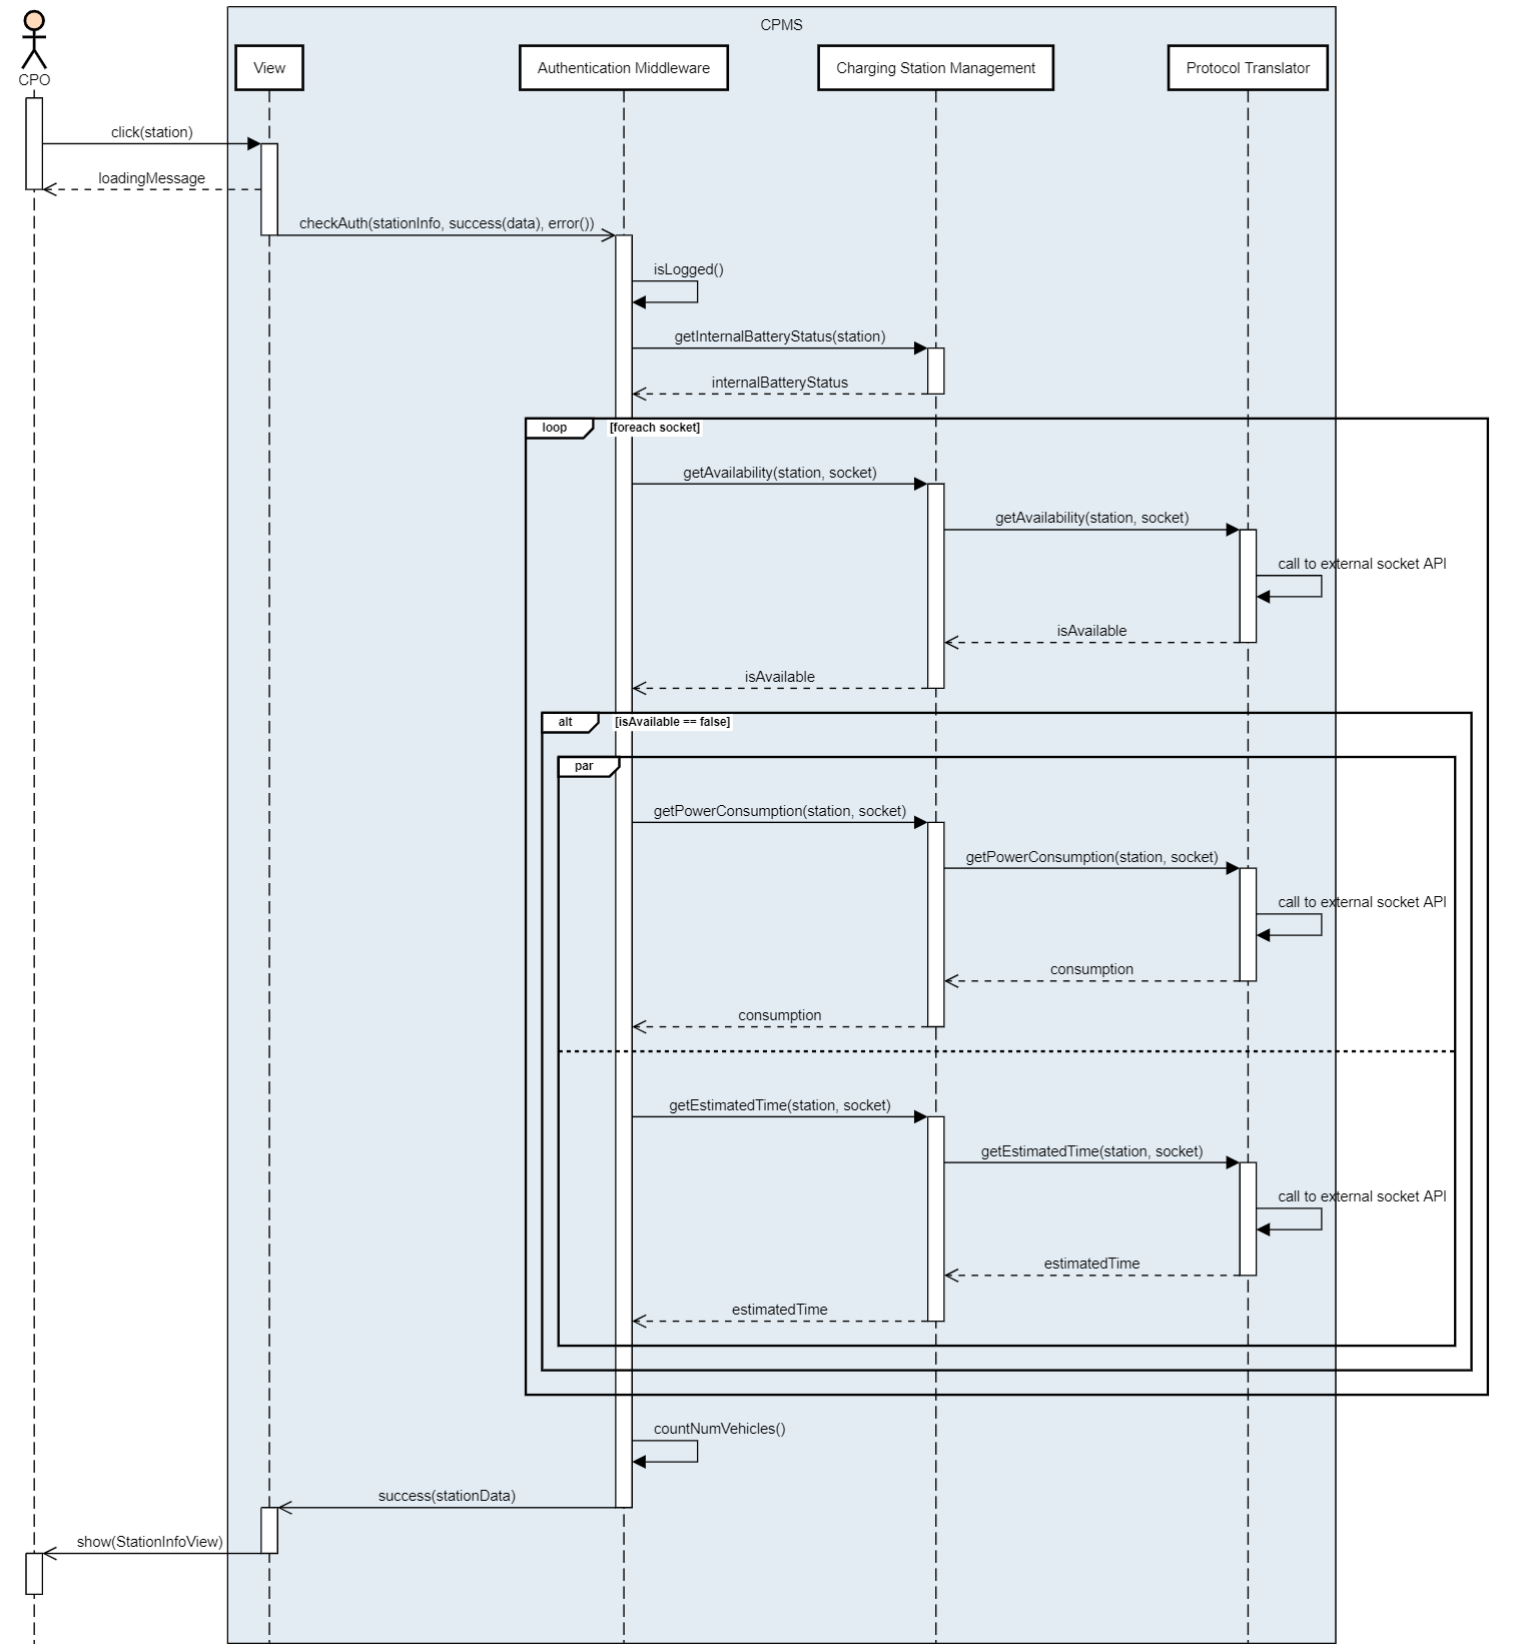 CPMS
CPO
View
Authentication Middleware
Charging Station Management
Protocol Translator
click(station)
loadingMessage
checkAuth(stationInfo, success(data), error())
isLogged()
getInternalBatteryStatus(station)
internalBatteryStatus
loop
[foreach socket]
getAvailability(station, socket)
getAvailability(station, socket)
call to external socket API
isAvailable
isAvailable
alt
[isAvailable == false]
par
getPowerConsumption(station, socket)
getPowerConsumption(station, socket)
call to external socket API
consumption
consumption
getEstimatedTime(station, socket)
getEstimatedTime(station, socket)
call to external socket API
estimatedTime
estimatedTime
countNumVehicles()
success(stationData)
show(StationInfoView)